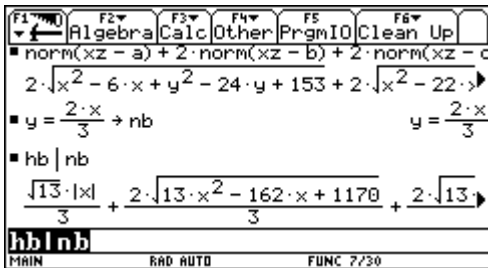 F1 F2 F3 F4 F5 F6
Algebra Calc Other PrgmIO Clean Up
▪ norm(xz - a) + 2·norm(xz - b) + 2·norm(xz - c
2·√x² - 6·x + y² - 24·y + 153 + 2·√x² - 22·x▶
▪ y = 2·x/3 → nb y = 2·x/3
▪ hb | nb
√13·|x|/3 + 2·√13·x² - 162·x + 1170/3 + 2·√13·▶
hb|nb
MAIN RAD AUTO FUNC 7/30